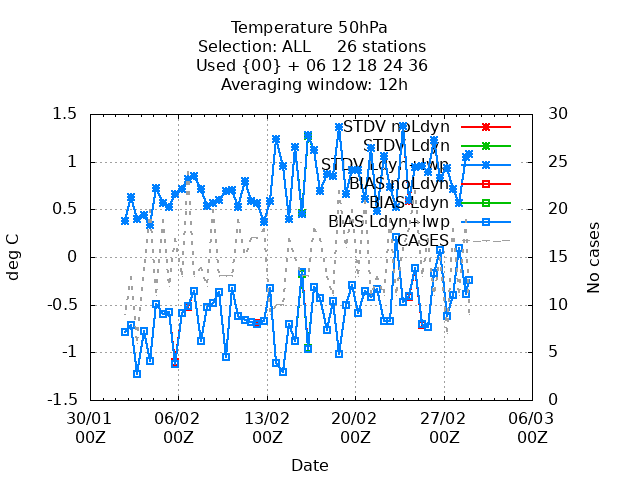 Temperature 50hPa
Selection: ALL 26 stations
Used {00} + 06 12 18 24 36
Averaging window: 12h
1.5
1
0.5
0
-0.5
-1
-1.5
deg C
30
25
20
15
10
5
0
No cases
STDV noLdyn
STDV Ldyn
STDV Ldyn+lwp
BIAS noLdyn
BIAS Ldyn
BIAS Ldyn+lwp
CASES
30/01 06/02 13/02 20/02 27/02 06/03
00Z 00Z 00Z 00Z 00Z 00Z
Date